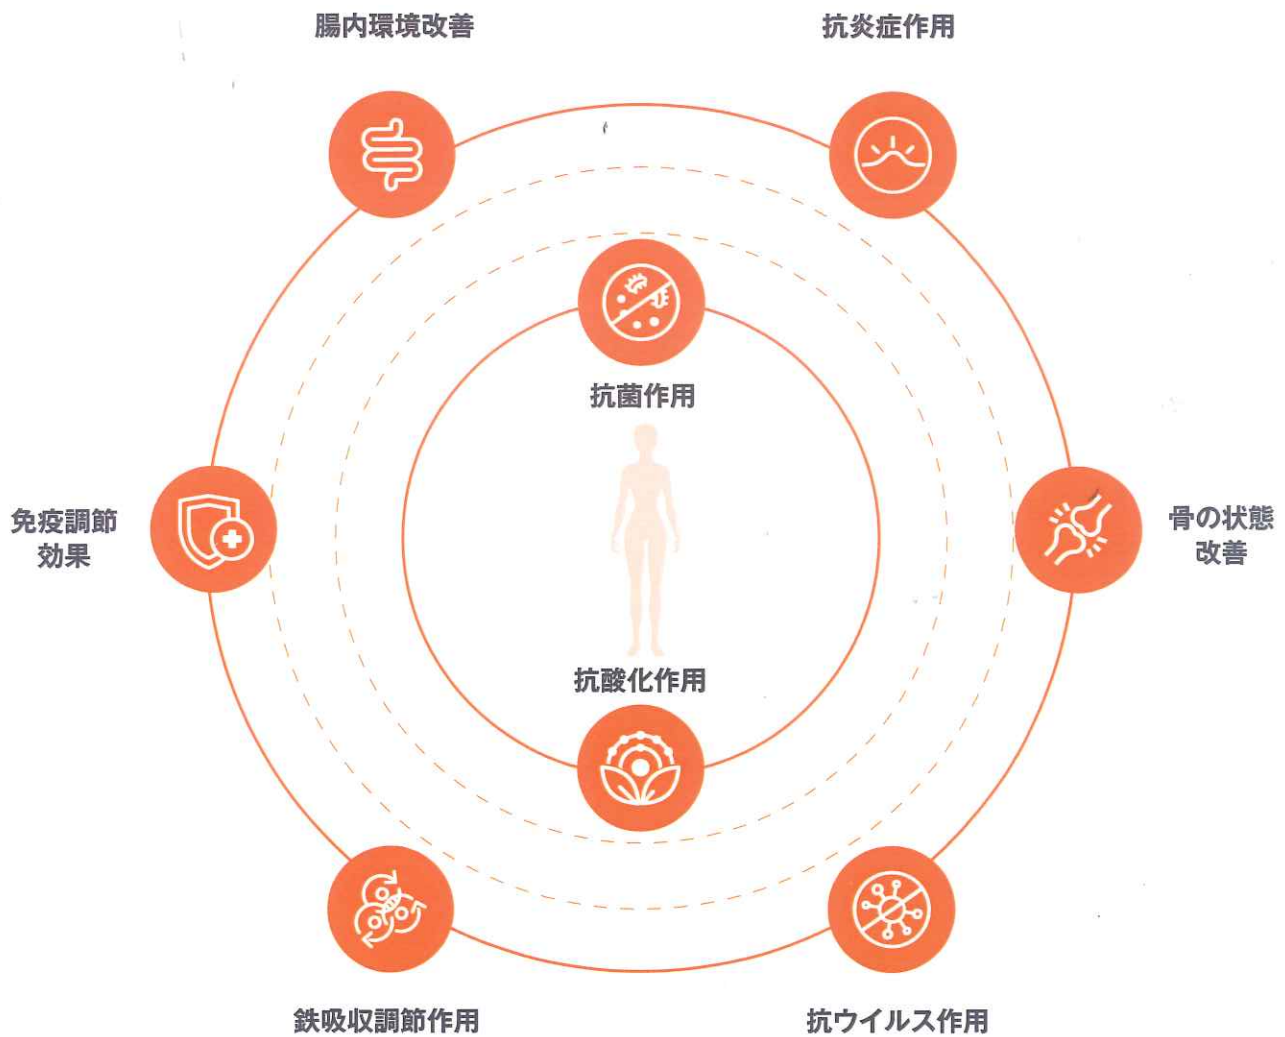 腸内環境改善
抗炎症作用
抗菌作用
免疫調節
効果
骨の状態
改善
抗酸化作用
鉄吸収調節作用
抗ウイルス作用